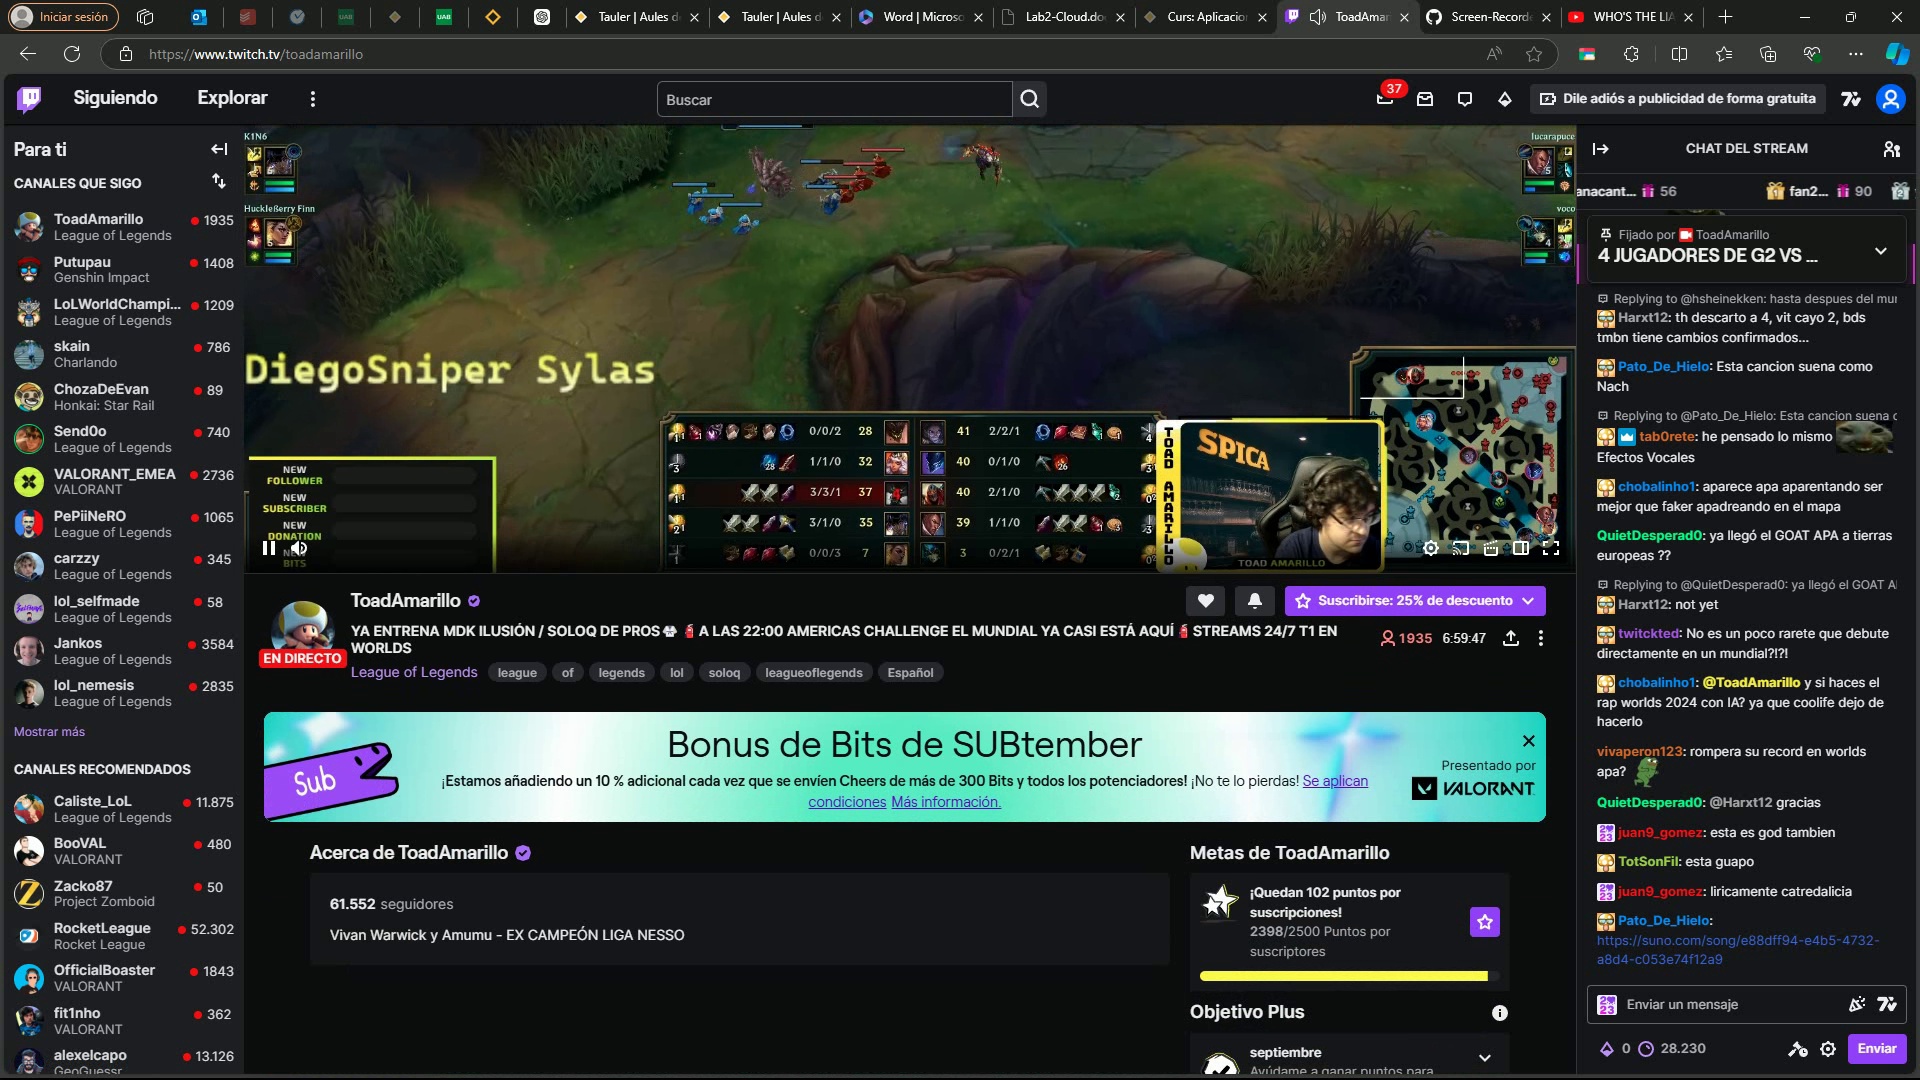 Iniciar sesión
Tauler | Aules de
Tauler | Aules d
Word | Microso
Lab2-Cloud.do
Curs: Aplicacio
ToadAmar
Screen-Record
WHO'S THE LIA
https://www.twitch.tv/toadamarillo
Siguiendo
Explorar
Buscar
37
Dile adiós a publicidad de forma gratuita
Para ti
CANALES QUE SIGO
ToadAmarillo
1935
League of Legends
Putupau
1408
Genshin Impact
LoLWorldChampi...
1209
League of Legends
skain
786
Charlando
ChozaDeEvan
89
Honkai: Star Rail
Send0o
740
League of Legends
VALORANT_EMEA
2736
VALORANT
PePiiNeRO
1065
League of Legends
carzzy
345
League of Legends
lol_selfmade
58
League of Legends
Jankos
3584
League of Legends
lol_nemesis
2835
League of Legends
Mostrar más
CANALES RECOMENDADOS
Caliste_LoL
11.875
League of Legends
BooVAL
480
VALORANT
Zacko87
50
Project Zomboid
RocketLeague
52.302
Rocket League
OfficialBoaster
1843
VALORANT
fit1nho
362
VALORANT
alexelcapo
13.126
GeoGuessr
K1N6
HuckleBerry Finn
lucarapuce
voco
DiegoSniper Sylas
NEW
FOLLOWER
NEW
SUBSCRIBER
NEW
DONATION
NEW
BITS
0/0/2 28 41 2/2/1
1/1/0 32 40 0/1/0
3/3/1 37 40 2/1/0
3/1/0 35 39 1/1/0
0/0/3 7 3 0/2/1
TOAD AMARILLO
SPICA
TOAD AMARILLO
ToadAmarillo
Suscribirse: 25% de descuento
YA ENTRENA MDK ILUSIÓN / SOLOQ DE PROS A LAS 22:00 AMERICAS CHALLENGE EL MUNDIAL YA CASI ESTÁ AQUÍ STREAMS 24/7 T1 EN
WORLDS
1935 6:59:47
EN DIRECTO
League of Legends
league
of
legends
lol
soloq
leagueoflegends
Español
Sub
Bonus de Bits de SUBtember
¡Estamos añadiendo un 10 % adicional cada vez que se envíen Cheers de más de 300 Bits y todos los potenciadores! ¡No te lo pierdas! Se aplican
condiciones Más información.
Presentado por
VALORANT
Acerca de ToadAmarillo
61.552 seguidores
Vivan Warwick y Amumu - EX CAMPEÓN LIGA NESSO
Metas de ToadAmarillo
¡Quedan 102 puntos por
suscripciones!
2398/2500 Puntos por
suscriptores
Objetivo Plus
septiembre
Ayúdame a ganar puntos para
CHAT DEL STREAM
anacant... 56
fan2... 90
Fijado por ToadAmarillo
4 JUGADORES DE G2 VS ...
Replying to @hsheinekken: hasta despues del mur
Harxt12: th descarto a 4, vit cayo 2, bds
tmbn tiene cambios confirmados...
Pato_De_Hielo: Esta cancion suena como
Nach
Replying to @Pato_De_Hielo: Esta cancion suena c
tab0rete: he pensado lo mismo
Efectos Vocales
chobalinho1: aparece apa aparentando ser
mejor que faker apadreando en el mapa
QuietDesperad0: ya llegó el GOAT APA a tierras
europeas ??
Replying to @QuietDesperad0: ya llegó el GOAT Al
Harxt12: not yet
twitckted: No es un poco rarete que debute
directamente en un mundial?!?!
chobalinho1: @ToadAmarillo y si haces el
rap worlds 2024 con IA? ya que coolife dejo de
hacerlo
vivaperon123: rompera su record en worlds
apa?
QuietDesperad0: @Harxt12 gracias
juan9_gomez: esta es god tambien
TotSonFil: esta guapo
juan9_gomez: liricamente catredalicia
Pato_De_Hielo:
https://suno.com/song/e88dff94-e4b5-4732-
a8d4-c053e74f12a9
Enviar un mensaje
0
28.230
Enviar